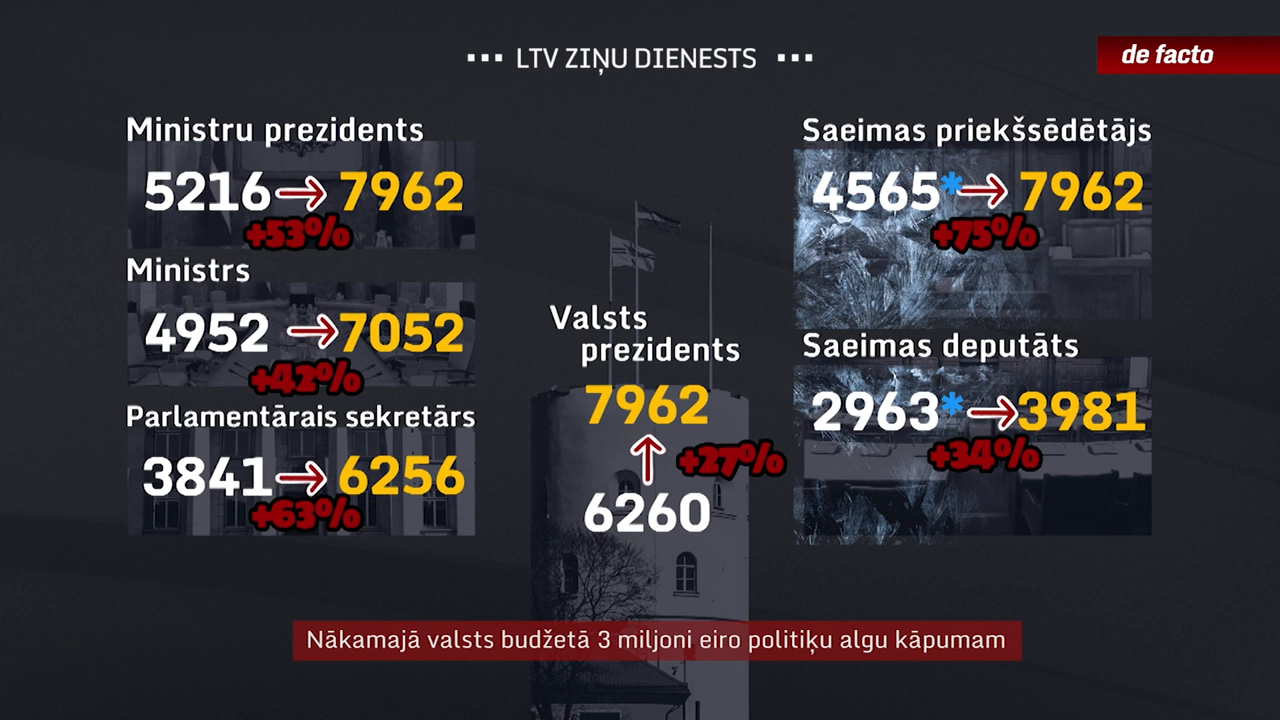 LTV ZIŅU DIENESTS
de facto
Ministru prezidents
5216→7962
+53%
Ministrs
4952 →7052
+42%
Parlamentārais sekretārs
3841→6256
+63%
Valsts
prezidents
7962
↑ +27%
6260
Saeimas priekšsēdētājs
4565*→7962
+75%
Saeimas deputāts
2963*→3981
+34%
Nākamajā valsts budžetā 3 miljoni eiro politiķu algu kāpumam